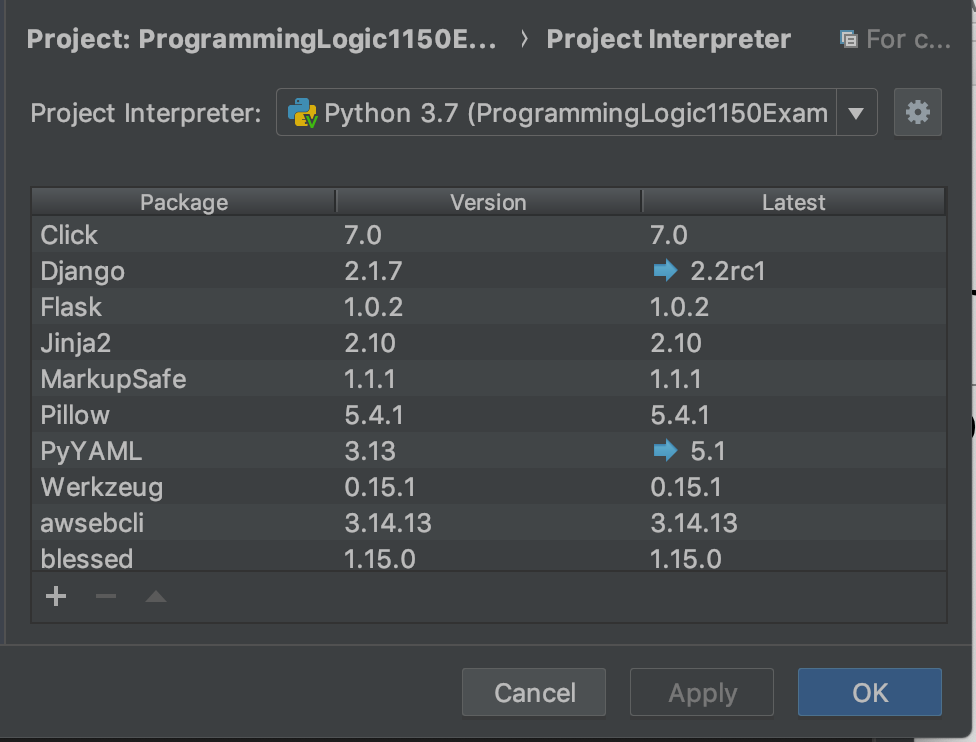 Project: ProgrammingLogic1150E... › Project Interpreter For c...
Project Interpreter: Python 3.7 (ProgrammingLogic1150Exam
Package Version Latest
Click 7.0 7.0
Django 2.1.7 2.2rc1
Flask 1.0.2 1.0.2
Jinja2 2.10 2.10
MarkupSafe 1.1.1 1.1.1
Pillow 5.4.1 5.4.1
PyYAML 3.13 5.1
Werkzeug 0.15.1 0.15.1
awsebcli 3.14.13 3.14.13
blessed 1.15.0 1.15.0
Cancel Apply OK